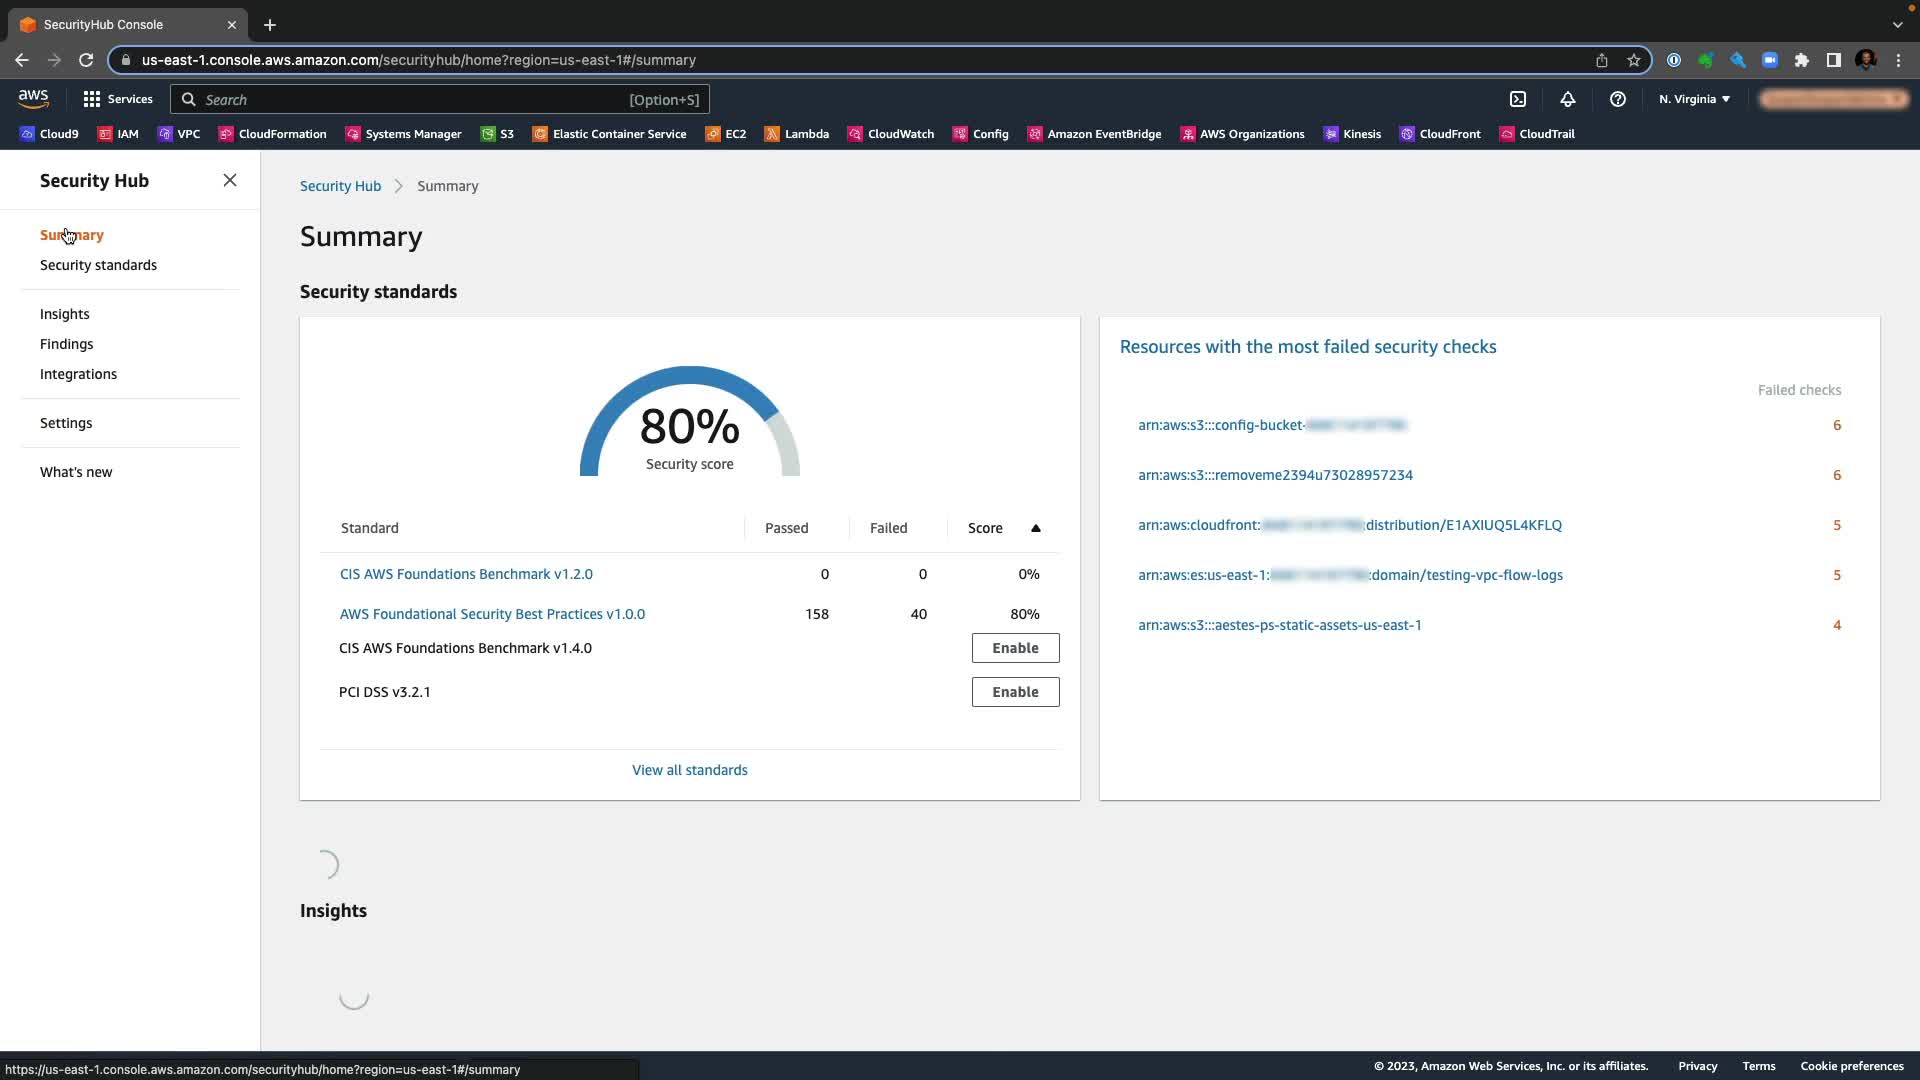 SecurityHub Console
us-east-1.console.aws.amazon.com/securityhub/home?region=us-east-1#/summary
aws
Services
Search
[Option+S]
N. Virginia
Cloud9 IAM VPC CloudFormation Systems Manager S3 Elastic Container Service EC2 Lambda CloudWatch Config Amazon EventBridge AWS Organizations Kinesis CloudFront CloudTrail
Security Hub
Summary
Security standards
Insights
Findings
Integrations
Settings
What's new
Security Hub > Summary
Summary
Security standards
80%
Security score
Standard Passed Failed Score
CIS AWS Foundations Benchmark v1.2.0 0 0 0%
AWS Foundational Security Best Practices v1.0.0 158 40 80%
CIS AWS Foundations Benchmark v1.4.0 Enable
PCI DSS v3.2.1 Enable
View all standards
Resources with the most failed security checks
Failed checks
arn:aws:s3:::config-bucket- 6
arn:aws:s3:::removeme2394u73028957234 6
arn:aws:cloudfront: distribution/E1AXIUQ5L4KFLQ 5
arn:aws:es:us-east-1: :domain/testing-vpc-flow-logs 5
arn:aws:s3:::aestes-ps-static-assets-us-east-1 4
Insights
https://us-east-1.console.aws.amazon.com/securityhub/home?region=us-east-1#/summary
© 2023, Amazon Web Services, Inc. or its affiliates. Privacy Terms Cookie preferences